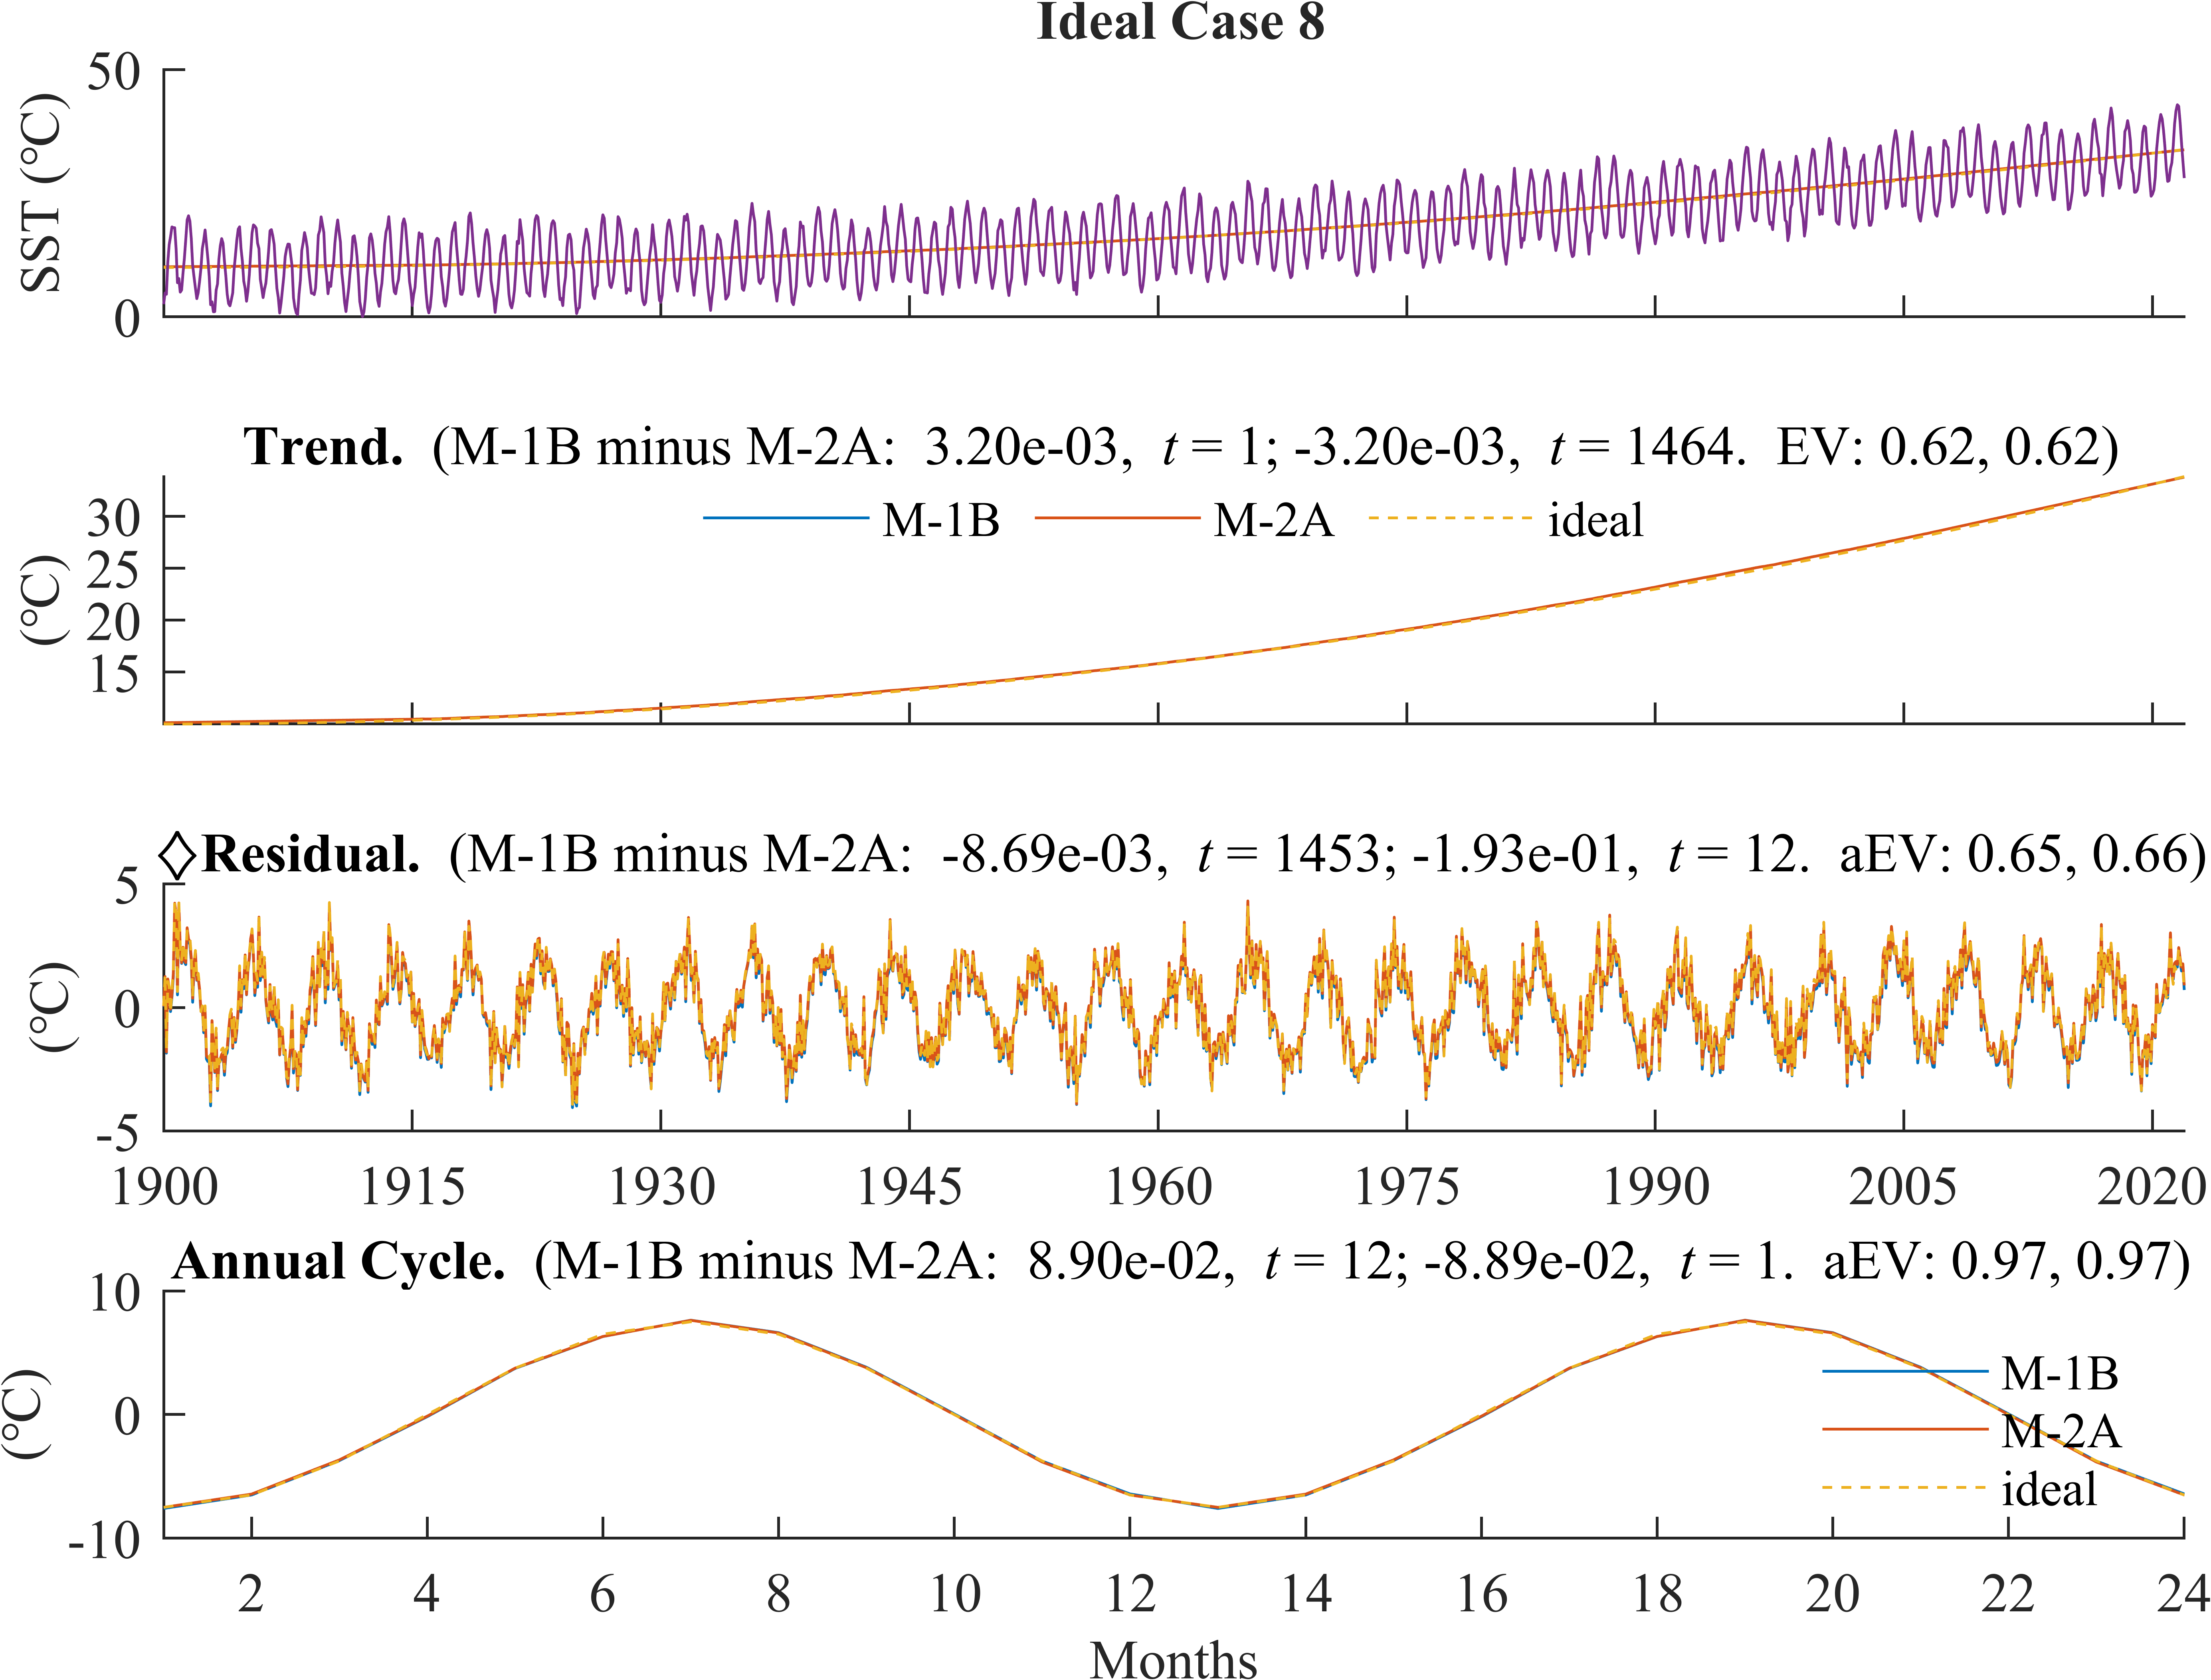 Ideal Case 8
50
SST (°C)
0
Trend. (M-1B minus M-2A: 3.20e-03, t = 1; -3.20e-03, t = 1464. EV: 0.62, 0.62)
M-1B M-2A ideal
30
25
20
15
(°C)
◊Residual. (M-1B minus M-2A: -8.69e-03, t = 1453; -1.93e-01, t = 12. aEV: 0.65, 0.66)
5
0
-5
(°C)
1900 1915 1930 1945 1960 1975 1990 2005 2020
Annual Cycle. (M-1B minus M-2A: 8.90e-02, t = 12; -8.89e-02, t = 1. aEV: 0.97, 0.97)
10
0
-10
(°C)
M-1B
M-2A
ideal
2 4 6 8 10 12 14 16 18 20 22 24
Months